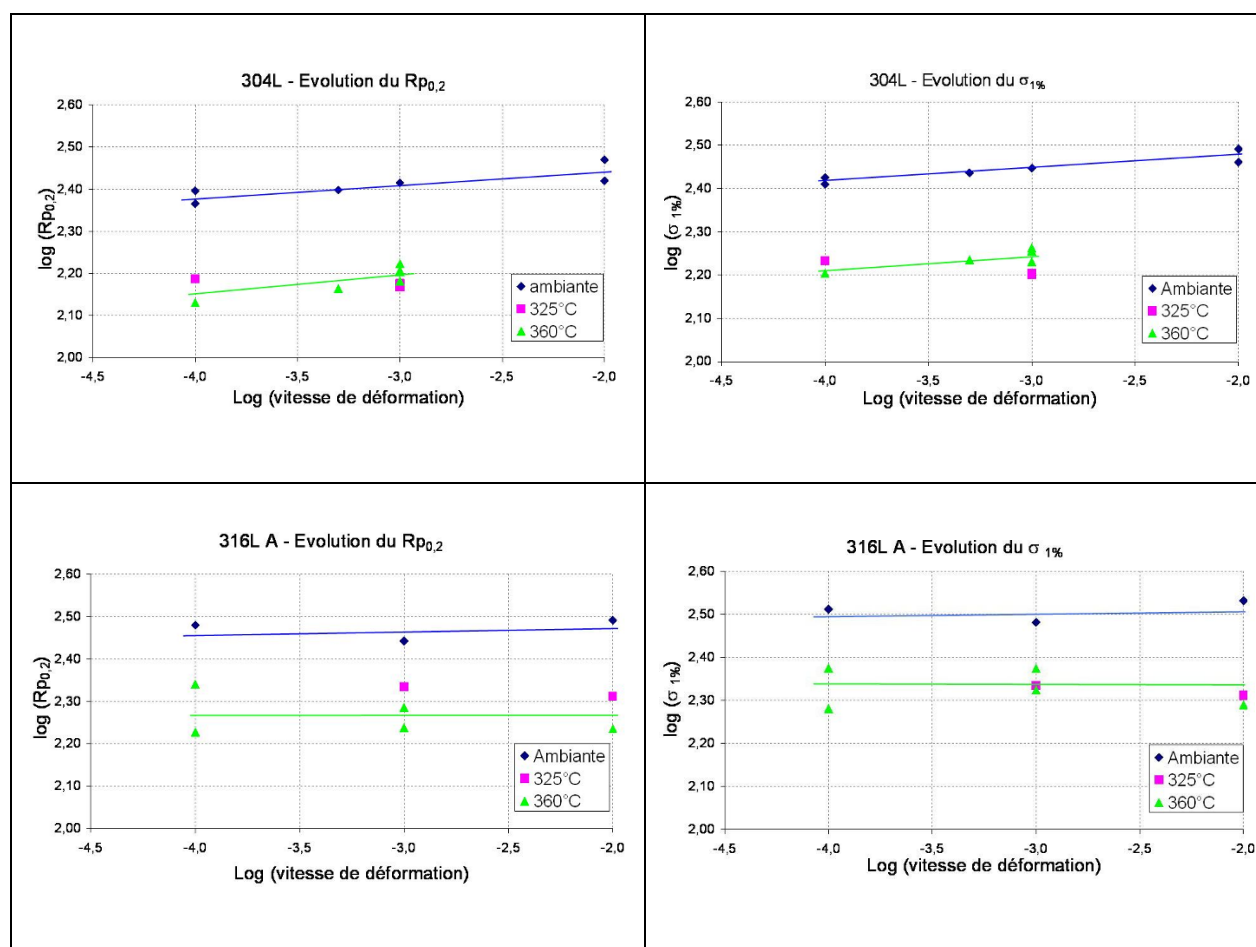 304L - Evolution du Rp0,2
2,60
2,50
2,40
2,30
2,20
2,10
2,00
log (Rp0,2)
-4,5 -4,0 -3,5 -3,0 -2,5 -2,0
Log (vitesse de déformation)
ambiante
325°C
360°C
304L - Evolution du σ1%
2,60
2,50
2,40
2,30
2,20
2,10
2,00
log (σ 1%)
-4,5 -4,0 -3,5 -3,0 -2,5 -2,0
Log (vitesse de déformation)
Ambiante
325°C
360°C
316L A - Evolution du Rp0,2
2,60
2,50
2,40
2,30
2,20
2,10
2,00
log (Rp0,2)
-4,5 -4,0 -3,5 -3,0 -2,5 -2,0
Log (vitesse de déformation)
Ambiante
325°C
360°C
316L A - Evolution du σ 1%
2,60
2,50
2,40
2,30
2,20
2,10
2,00
log (σ 1%)
-4,5 -4,0 -3,5 -3,0 -2,5 -2,0
Log (vitesse de déformation)
Ambiante
325°C
360°C